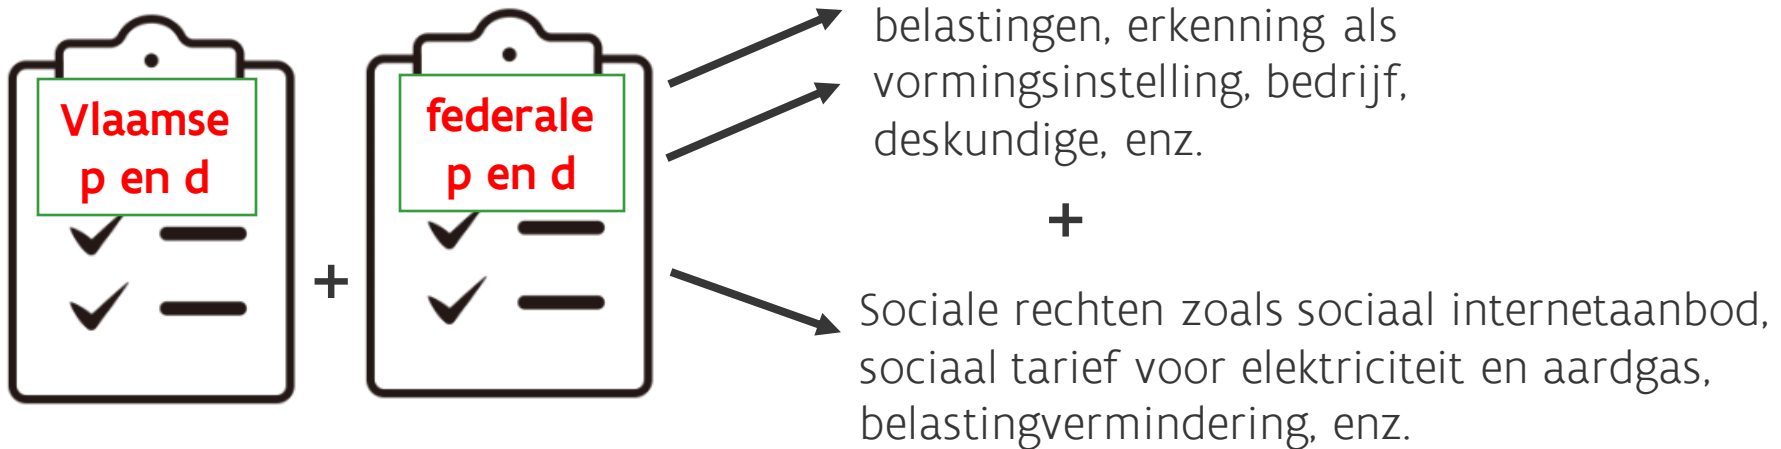 Vlaamse
p en d
+
federale
p en d
belastingen, erkenning als
vormingsinstelling, bedrijf,
deskundige, enz.
+
Sociale rechten zoals sociaal internetaanbod,
sociaal tarief voor elektriciteit en aardgas,
belastingvermindering, enz.